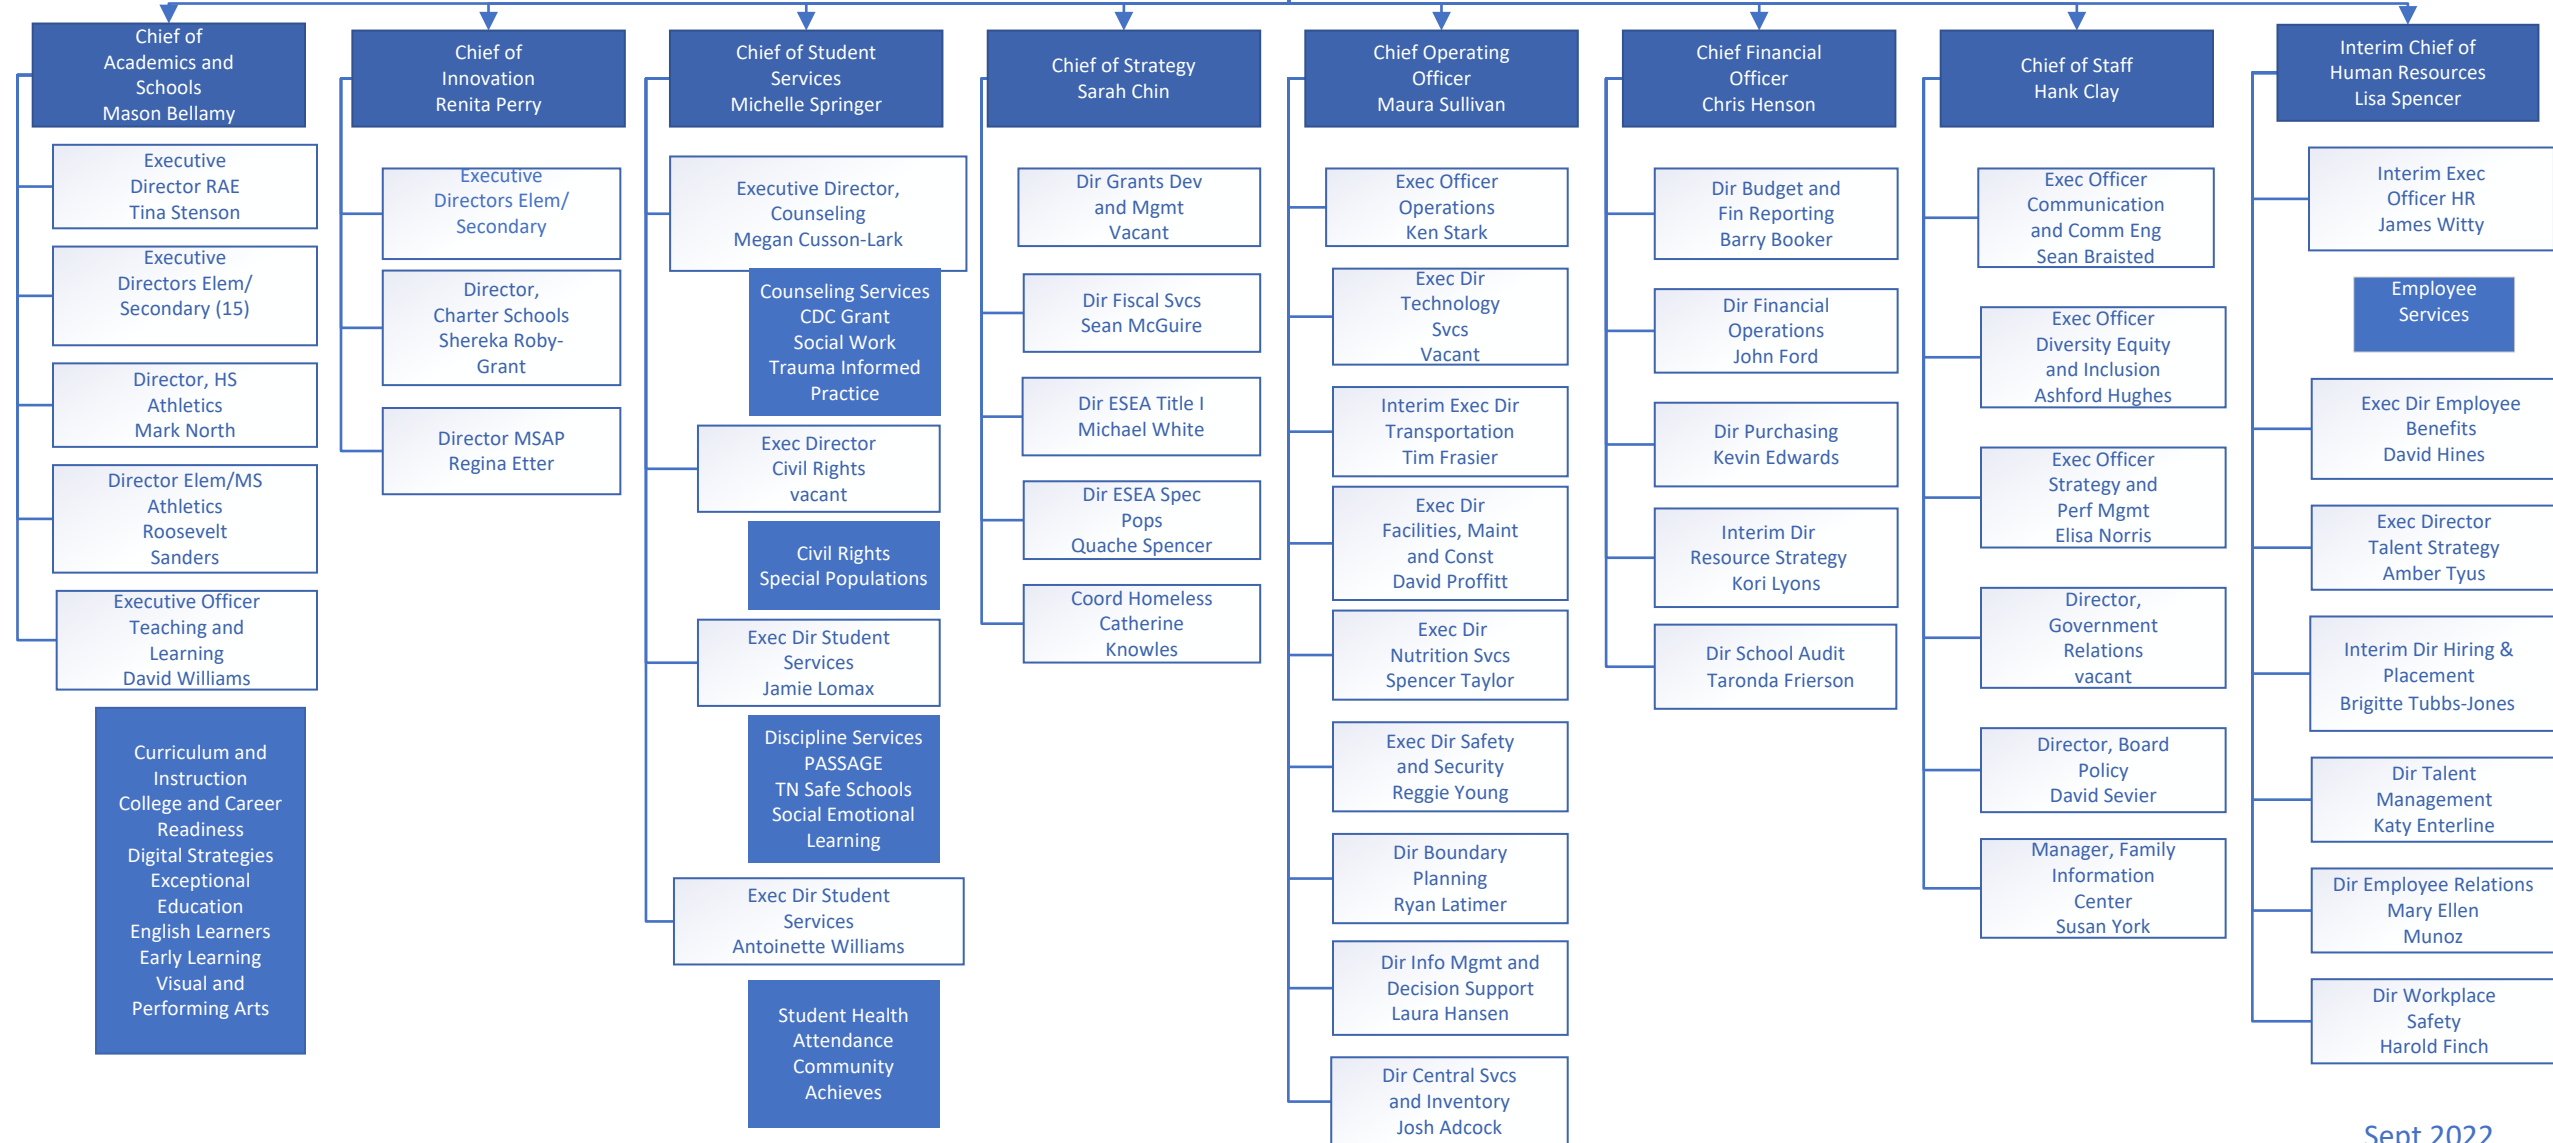 Chief of
Academics and
Schools
Mason Bellamy
Executive
Director RAE
Tina Stenson
Executive
Directors Elem/
Secondary (15)
Director, HS
Athletics
Mark North
Director Elem/MS
Athletics
Roosevelt
Sanders
Executive Officer
Teaching and
Learning
David Williams
Curriculum and
Instruction
College and Career
Readiness
Digital Strategies
Exceptional
Education
English Learners
Early Learning
Visual and
Performing Arts
Chief of
Innovation
Renita Perry
Executive
Directors Elem/
Secondary
Director,
Charter Schools
Shereka Roby-
Grant
Director MSAP
Regina Etter
Chief of Student
Services
Michelle Springer
Executive Director,
Counseling
Megan Cusson-Lark
Counseling Services
CDC Grant
Social Work
Trauma Informed
Practice
Exec Director
Civil Rights
vacant
Civil Rights
Special Populations
Exec Dir Student
Services
Jamie Lomax
Discipline Services
PASSAGE
TN Safe Schools
Social Emotional
Learning
Exec Dir Student
Services
Antoinette Williams
Student Health
Attendance
Community
Achieves
Chief of Strategy
Sarah Chin
Dir Grants Dev
and Mgmt
Vacant
Dir Fiscal Svcs
Sean McGuire
Dir ESEA Title I
Michael White
Dir ESEA Spec
Pops
Quache Spencer
Coord Homeless
Catherine
Knowles
Chief Operating
Officer
Maura Sullivan
Exec Officer
Operations
Ken Stark
Exec Dir
Technology
Svcs
Vacant
Interim Exec Dir
Transportation
Tim Frasier
Exec Dir
Facilities, Maint
and Const
David Proffitt
Exec Dir
Nutrition Svcs
Spencer Taylor
Exec Dir Safety
and Security
Reggie Young
Dir Boundary
Planning
Ryan Latimer
Dir Info Mgmt and
Decision Support
Laura Hansen
Dir Central Svcs
and Inventory
Josh Adcock
Chief Financial
Officer
Chris Henson
Dir Budget and
Fin Reporting
Barry Booker
Dir Financial
Operations
John Ford
Dir Purchasing
Kevin Edwards
Interim Dir
Resource Strategy
Kori Lyons
Dir School Audit
Taronda Frierson
Chief of Staff
Hank Clay
Exec Officer
Communication
and Comm Eng
Sean Braisted
Exec Officer
Diversity Equity
and Inclusion
Ashford Hughes
Exec Officer
Strategy and
Perf Mgmt
Elisa Norris
Director,
Government
Relations
vacant
Director, Board
Policy
David Sevier
Manager, Family
Information
Center
Susan York
Interim Chief of
Human Resources
Lisa Spencer
Interim Exec
Officer HR
James Witty
Employee
Services
Exec Dir Employee
Benefits
David Hines
Exec Director
Talent Strategy
Amber Tyus
Interim Dir Hiring &
Placement
Brigitte Tubbs-Jones
Dir Talent
Management
Katy Enterline
Dir Employee Relations
Mary Ellen
Munoz
Dir Workplace
Safety
Harold Finch
Sept 2022